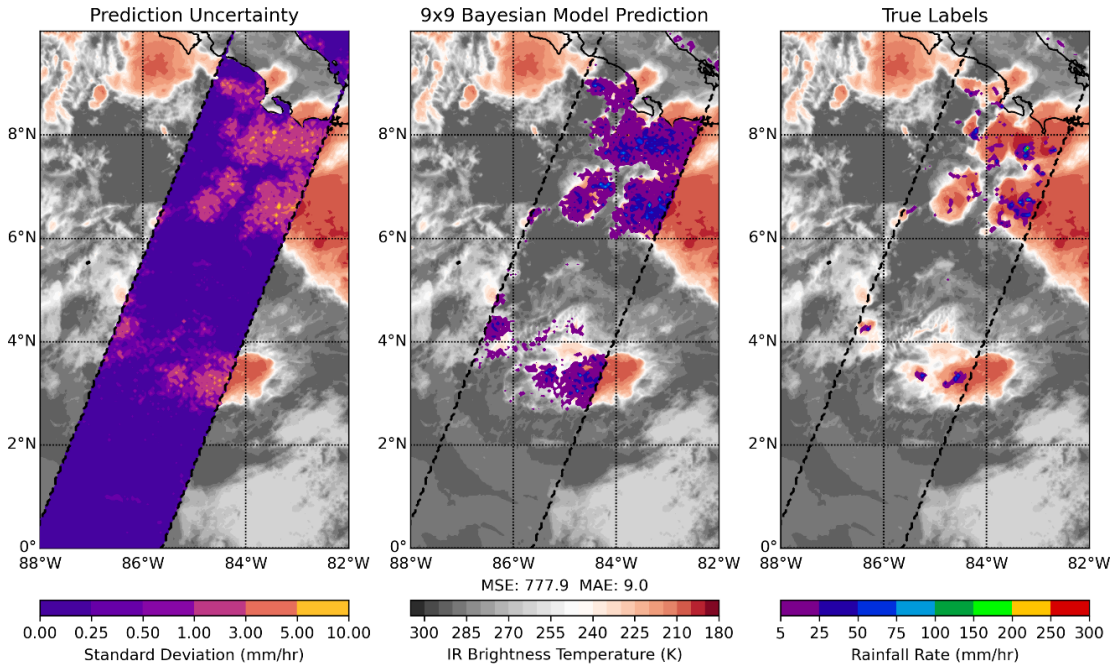 Prediction Uncertainty
9x9 Bayesian Model Prediction
True Labels
8°N
6°N
4°N
2°N
0°
88°W 86°W 84°W 82°W
8°N
6°N
4°N
2°N
0°
88°W 86°W 84°W 82°W
8°N
6°N
4°N
2°N
0°
88°W 86°W 84°W 82°W
MSE: 777.9 MAE: 9.0
0.00 0.25 0.50 1.00 3.00 5.00 10.00
Standard Deviation (mm/hr)
300 285 270 255 240 225 210 195 180
IR Brightness Temperature (K)
5 25 50 75 100 150 200 250 300
Rainfall Rate (mm/hr)